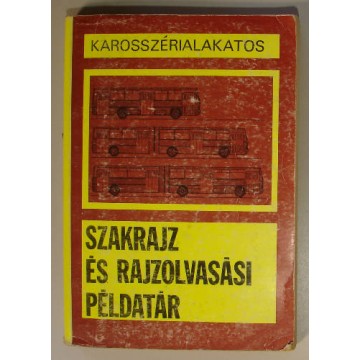 KAROSSZÉRIALAKATOS
SZAKRAJZ
ÉS RAJZOLVASÁSI
PÉLDATÁR